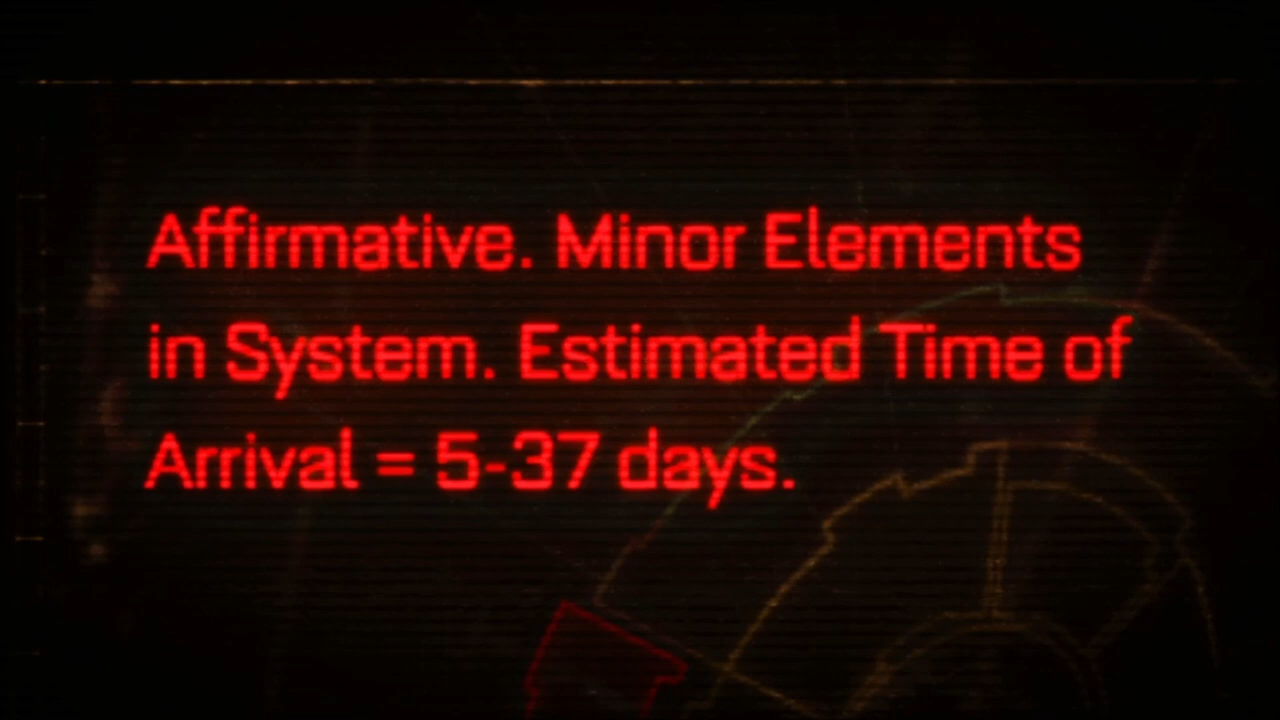 Affirmative. Minor Elements
in System. Estimated Time of
Arrival = 5-37 days.